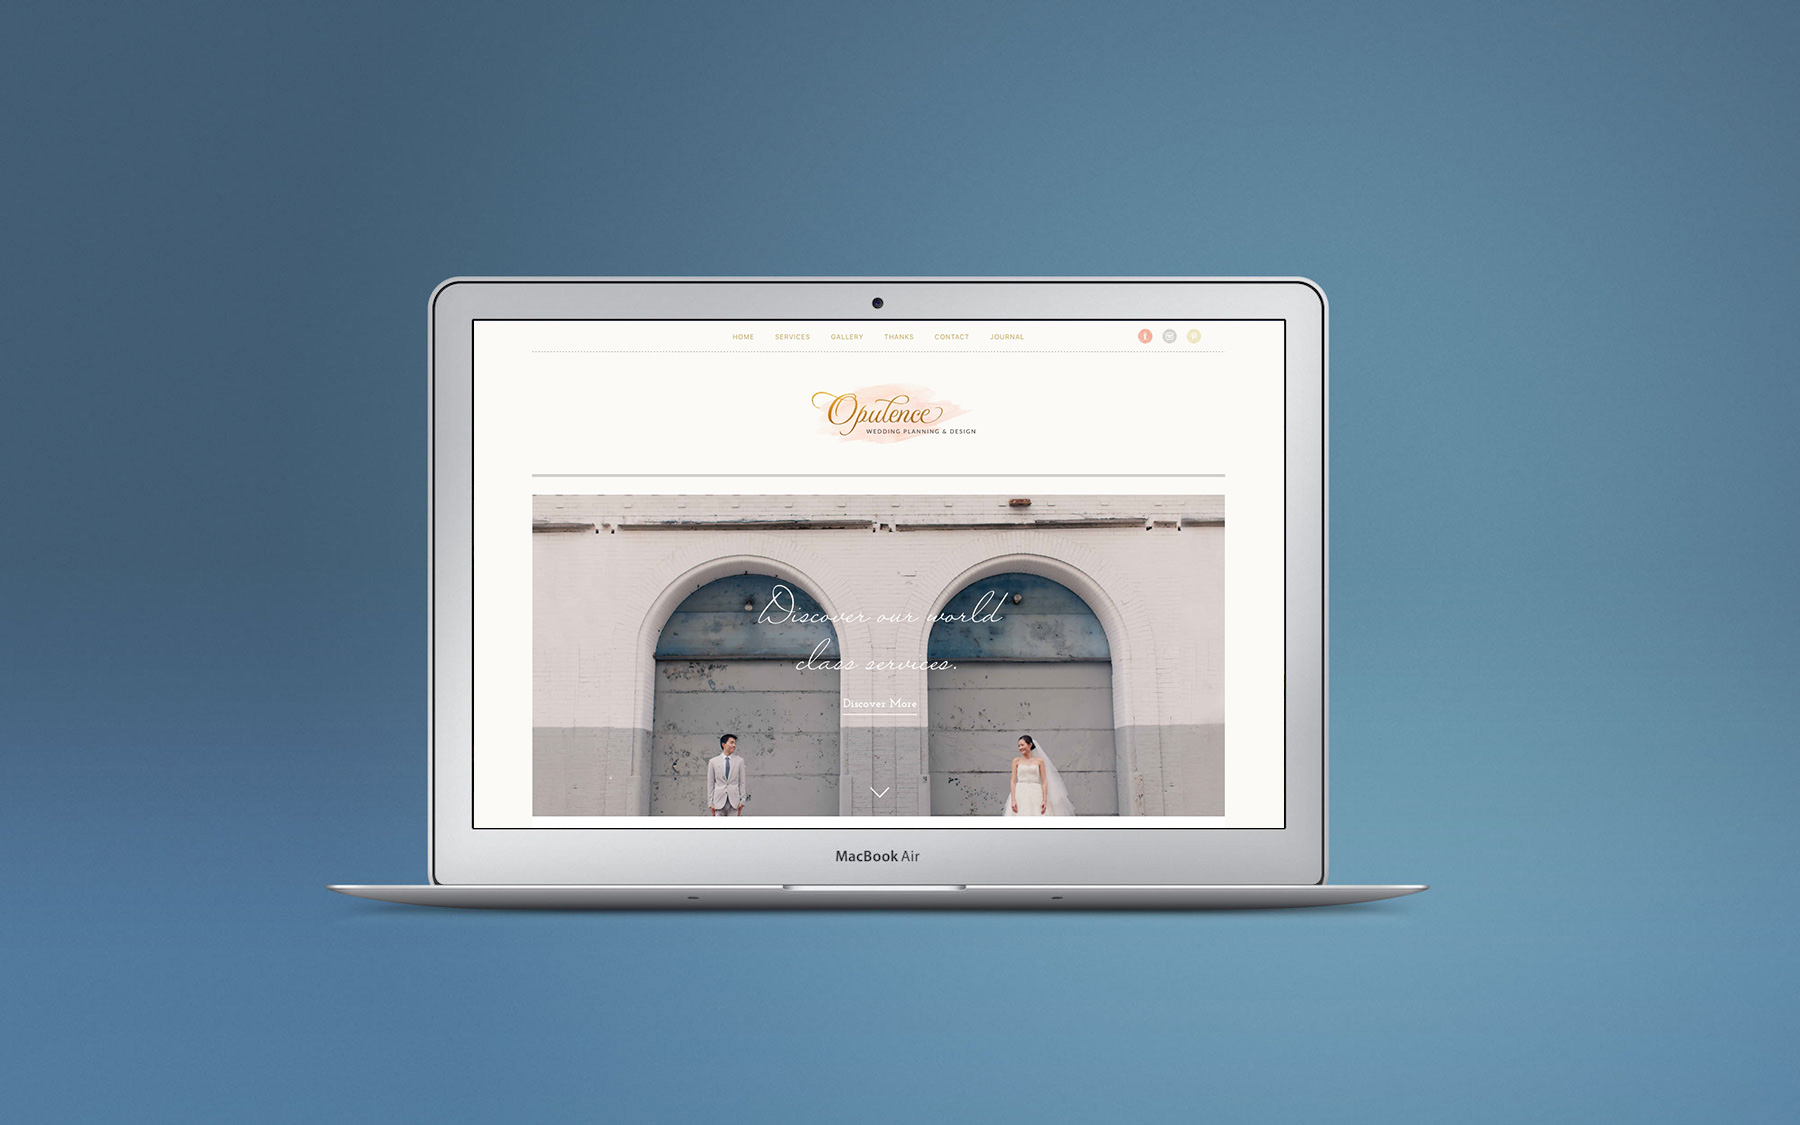 HOME SERVICES GALLERY THANKS CONTACT JOURNAL
Opulence
WEDDING PLANNING & DESIGN
Discover our world
class services.
Discover More
MacBook Air